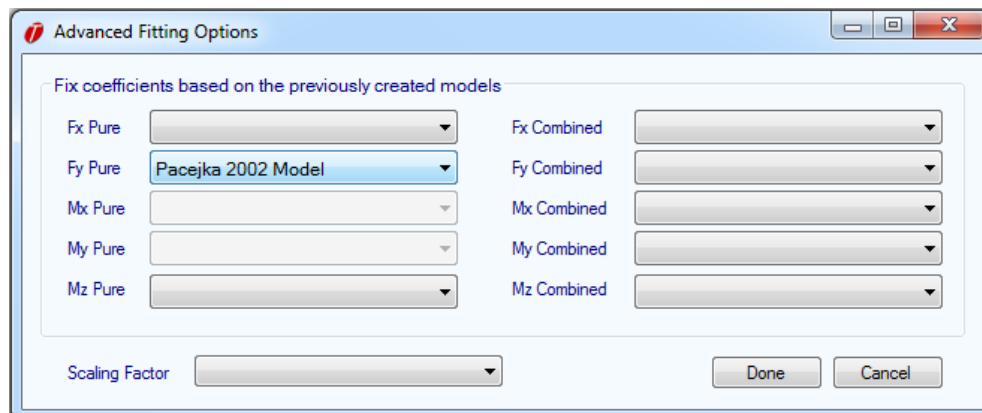 Advanced Fitting Options
Fix coefficients based on the previously created models
Fx Pure
Fx Combined
Fy Pure
Pacejka 2002 Model
Fy Combined
Mx Pure
Mx Combined
My Pure
My Combined
Mz Pure
Mz Combined
Scaling Factor
Done
Cancel